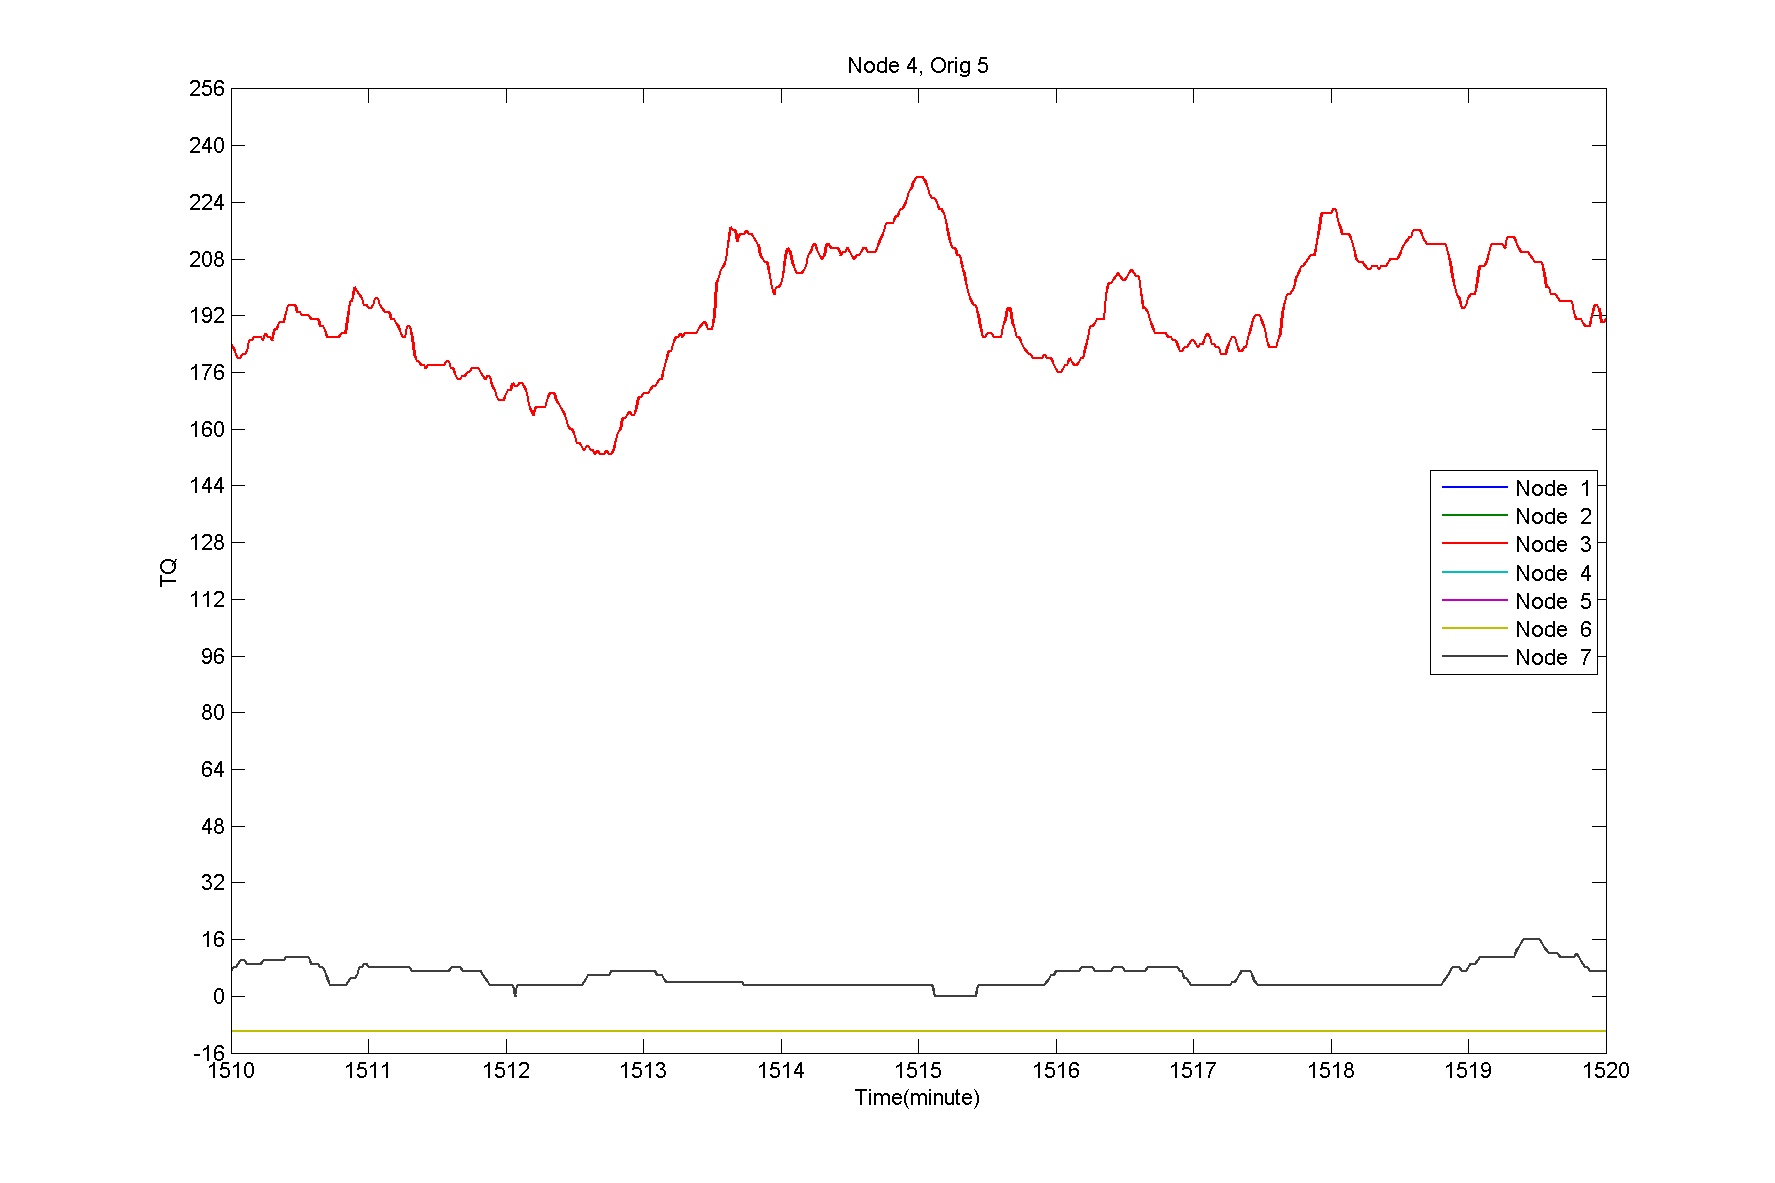 Node 4, Orig 5
256
240
224
208
192
176
160
144
128
112
96
80
64
48
32
16
0
-16
TQ
Node 1
Node 2
Node 3
Node 4
Node 5
Node 6
Node 7
1510 1511 1512 1513 1514 1515 1516 1517 1518 1519 1520
Time(minute)